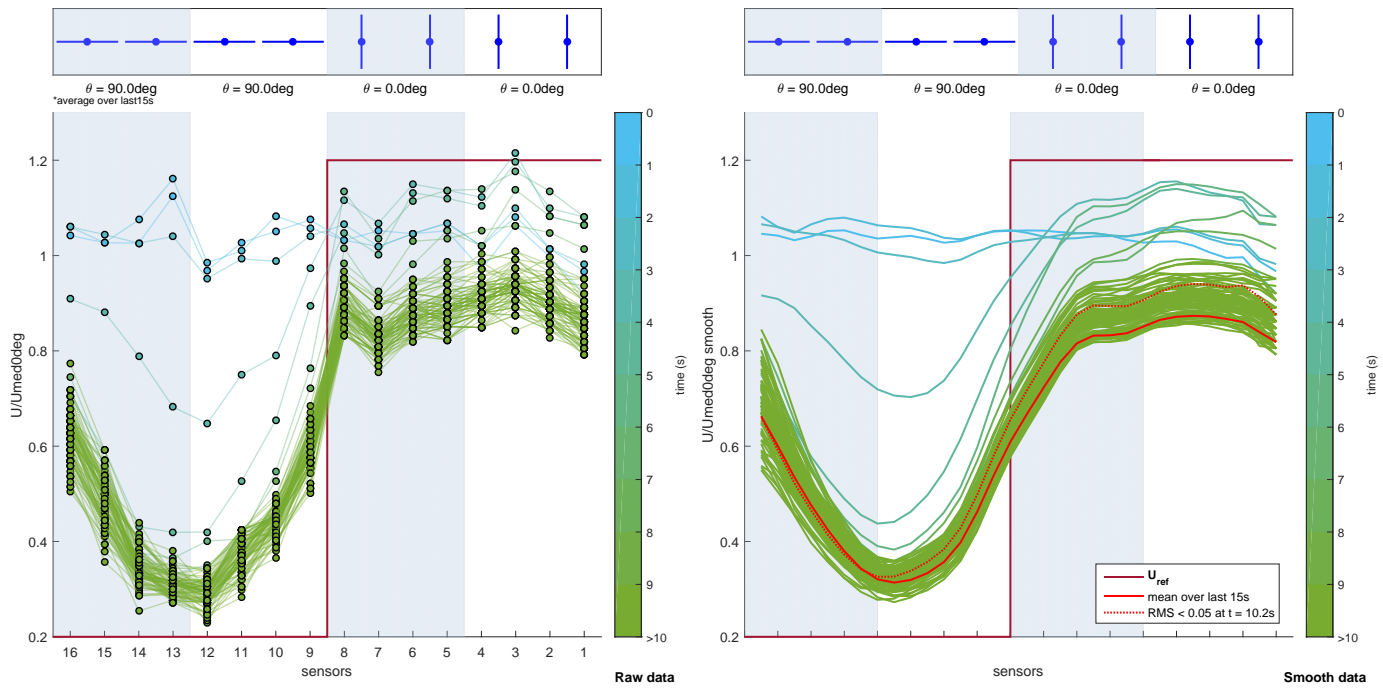 θ = 90.0deg θ = 90.0deg θ = 0.0deg θ = 0.0deg
*average over last15s
U/Umed0deg
1.2
1
0.8
0.6
0.4
0.2
16 15 14 13 12 11 10 9 8 7 6 5 4 3 2 1
sensors
0
1
2
3
4
5
6
7
8
9
>10
time (s)
Raw data
θ = 90.0deg θ = 90.0deg θ = 0.0deg θ = 0.0deg
U/Umed0deg smooth
1.2
1
0.8
0.6
0.4
0.2
sensors
U_ref
mean over last 15s
RMS < 0.05 at t = 10.2s
0
1
2
3
4
5
6
7
8
9
>10
time (s)
Smooth data